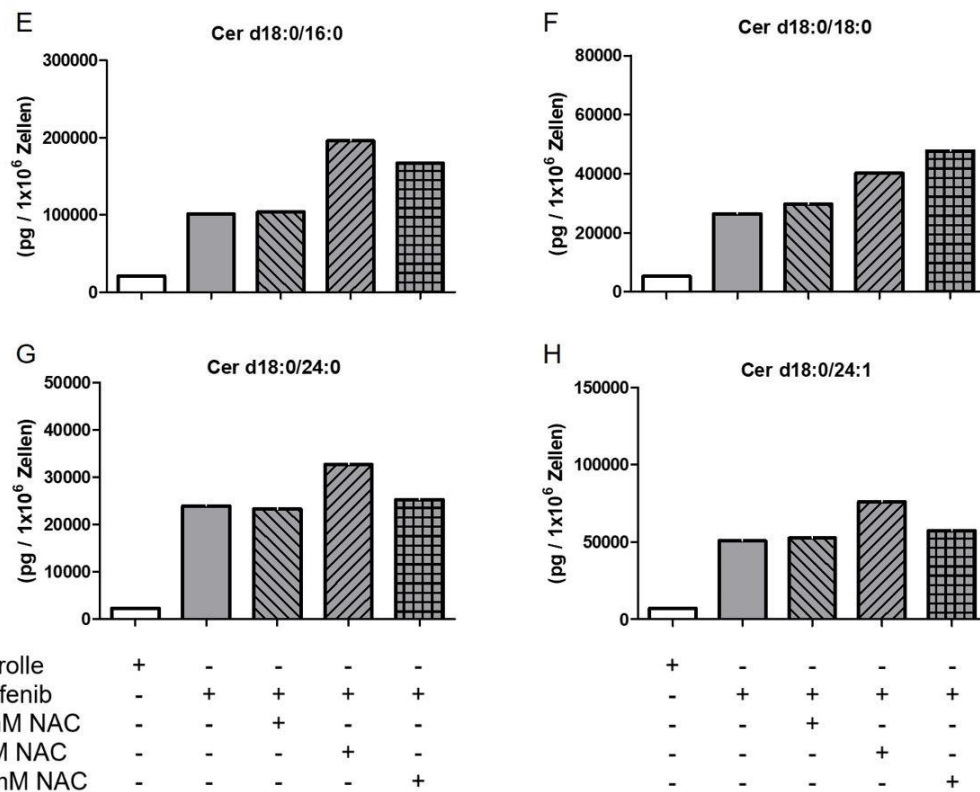 E
Cer d18:0/16:0
(pg / 1x10⁶ Zellen)
300000
200000
100000
0
F
Cer d18:0/18:0
(pg / 1x10⁶ Zellen)
80000
60000
40000
20000
0
G
Cer d18:0/24:0
(pg / 1x10⁶ Zellen)
50000
40000
30000
20000
10000
0
H
Cer d18:0/24:1
(pg / 1x10⁶ Zellen)
150000
100000
50000
0
rolle + - - - - + - - - -
fenib - + + + + - + + + +
M NAC - - + - - - - + - -
M NAC - - - + - - - - + -
mM NAC - - - - + - - - - +